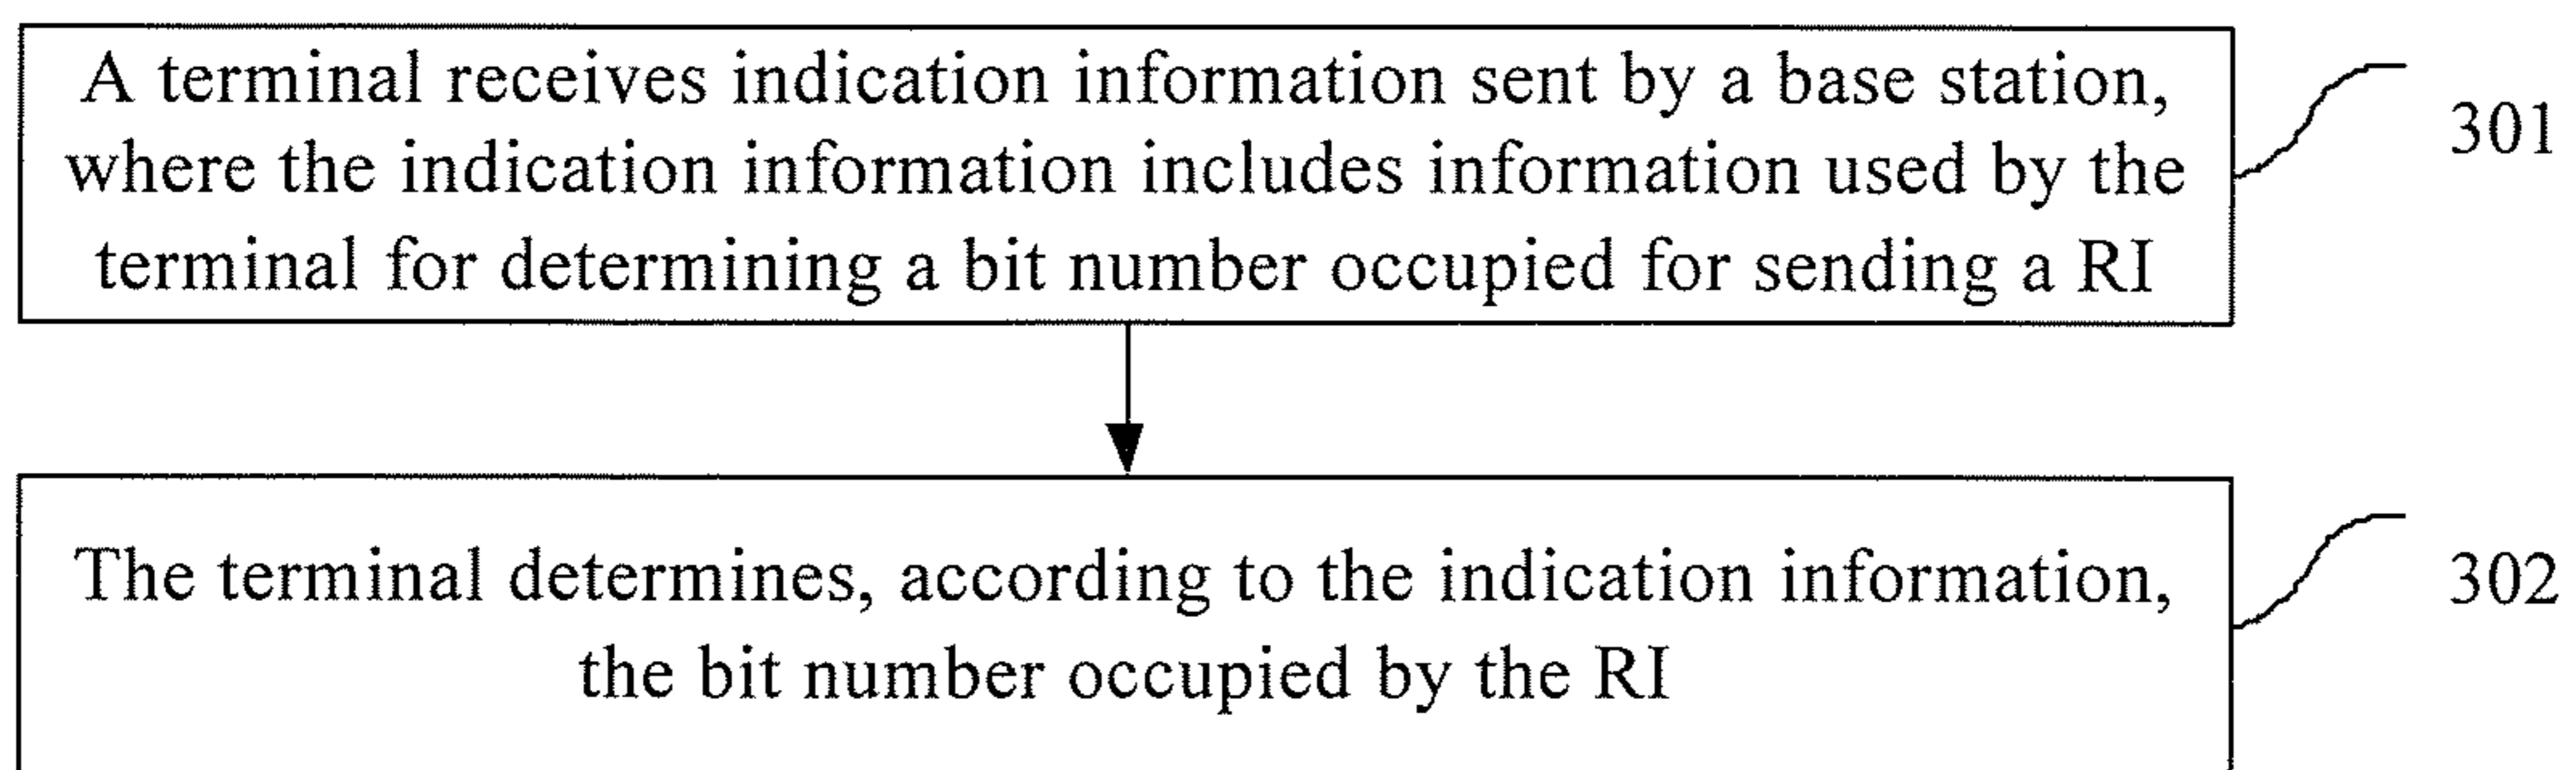 A terminal receives indication information sent by a base station,
where the indication information includes information used by the
terminal for determining a bit number occupied for sending a RI
301
The terminal determines, according to the indication information,
the bit number occupied by the RI
302